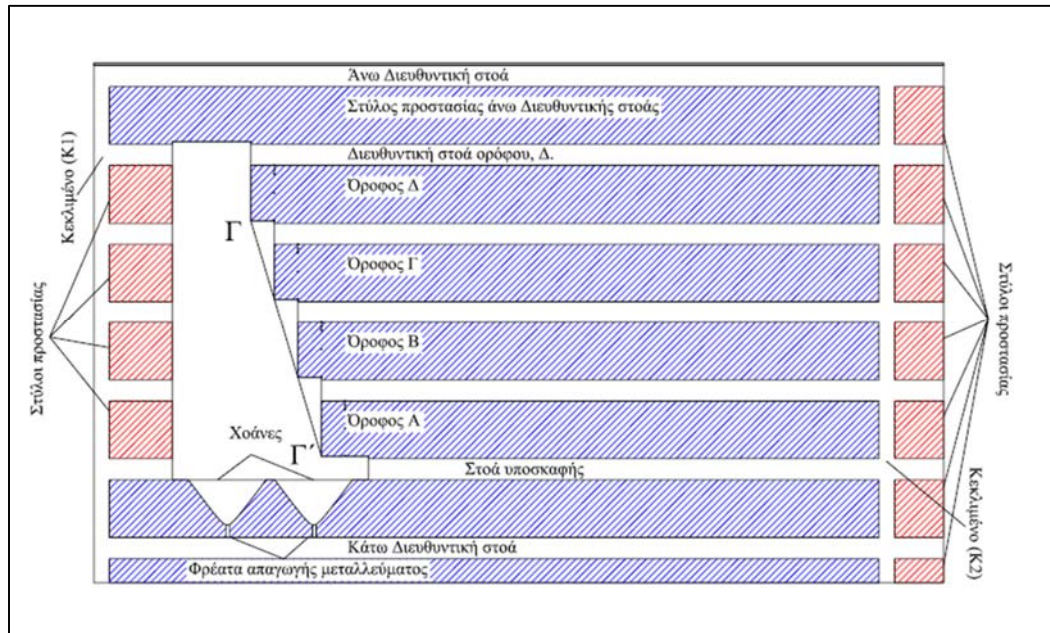 Άνω Διευθυντική στοά
Στύλος προστασίας άνω Διευθυντικής στοάς
Κεκλιμένο (Κ1)
Διευθυντική στοά ορόφου, Δ.
Όροφος Δ
Γ
Όροφος Γ
Στύλοι προστασίας
Στύλοι προστασίας
Όροφος Β
Όροφος Α
Χοάνες
Γ΄
Στοά υποσκαφής
Κεκλιμένο (Κ2)
Κάτω Διευθυντική στοά
Φρέατα απαγωγής μεταλλεύματος